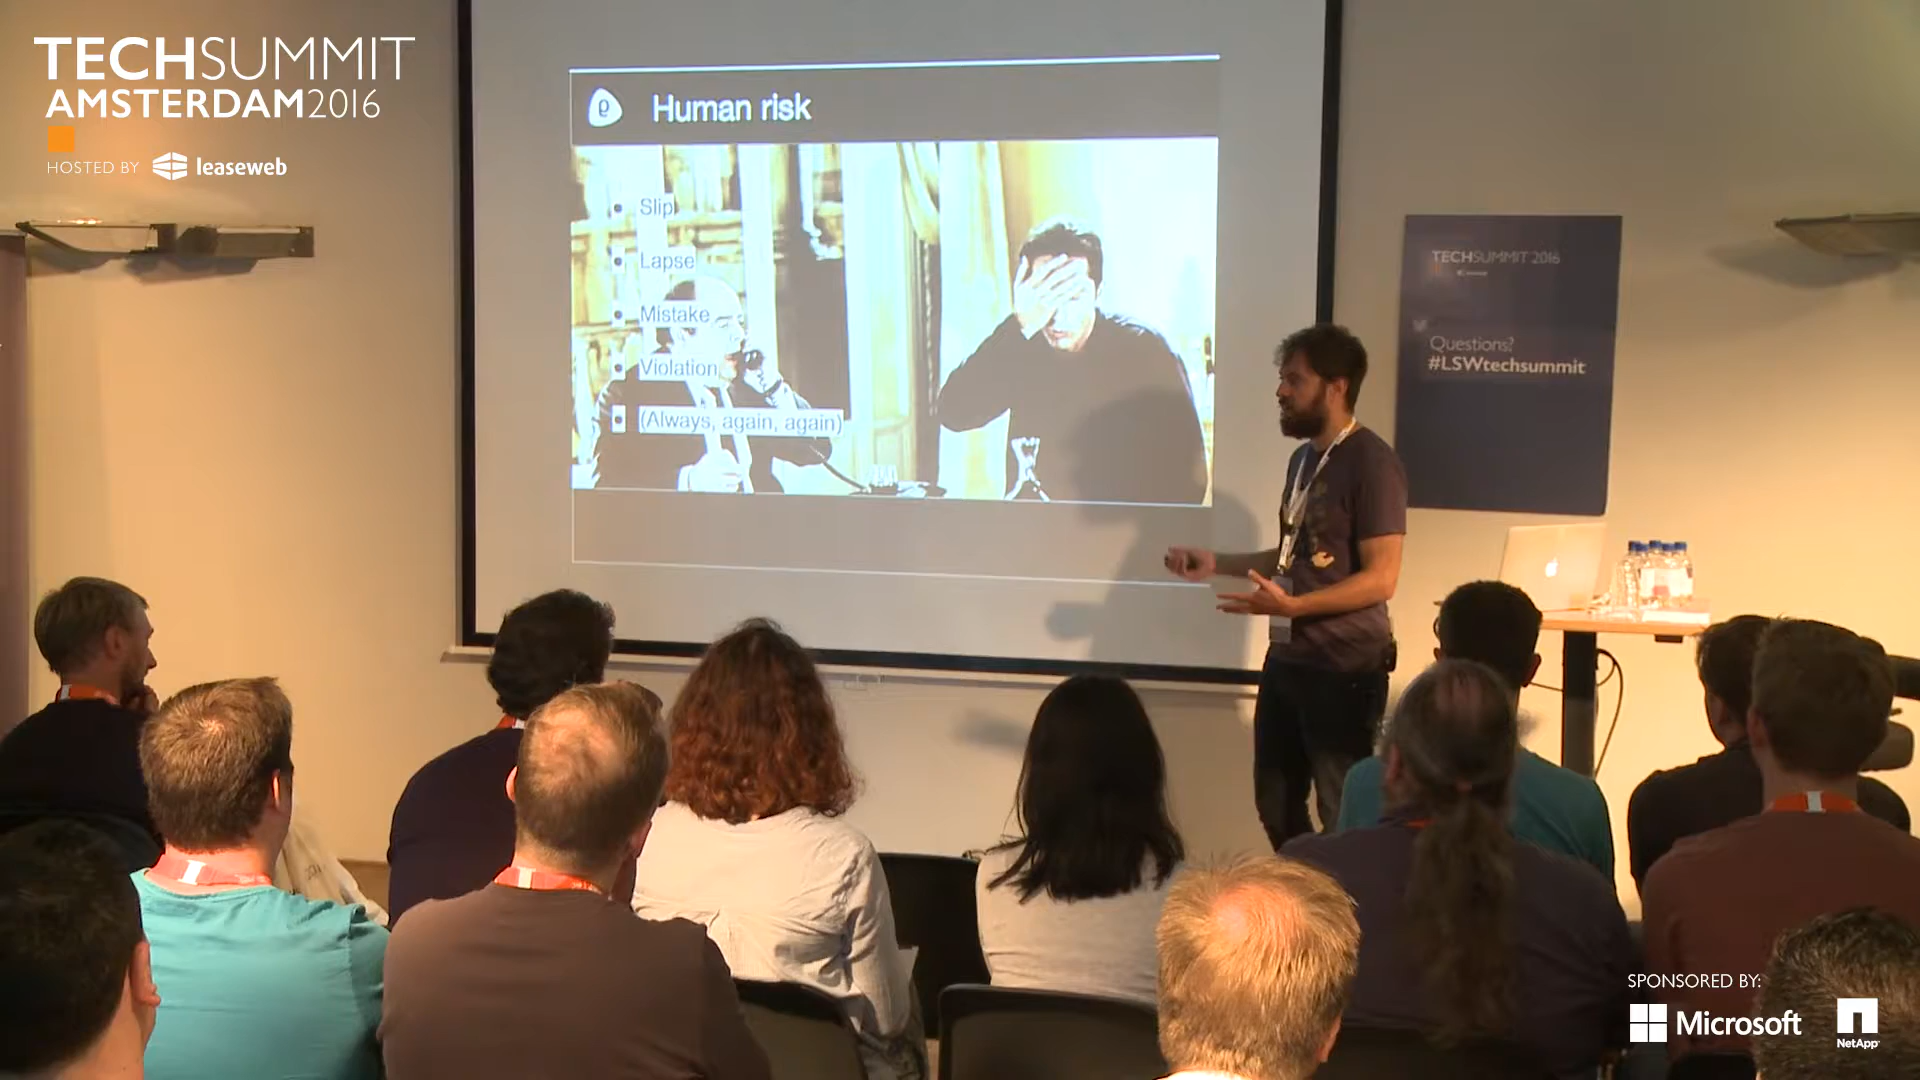 TECHSUMMIT
AMSTERDAM2016
HOSTED BY leaseweb
Human risk
• Slip
• Lapse
• Mistake
• Violation
• (Always, again, again)
TECHSUMMIT 2016
Questions?
#LSWtechsummit
SPONSORED BY:
Microsoft
NetApp